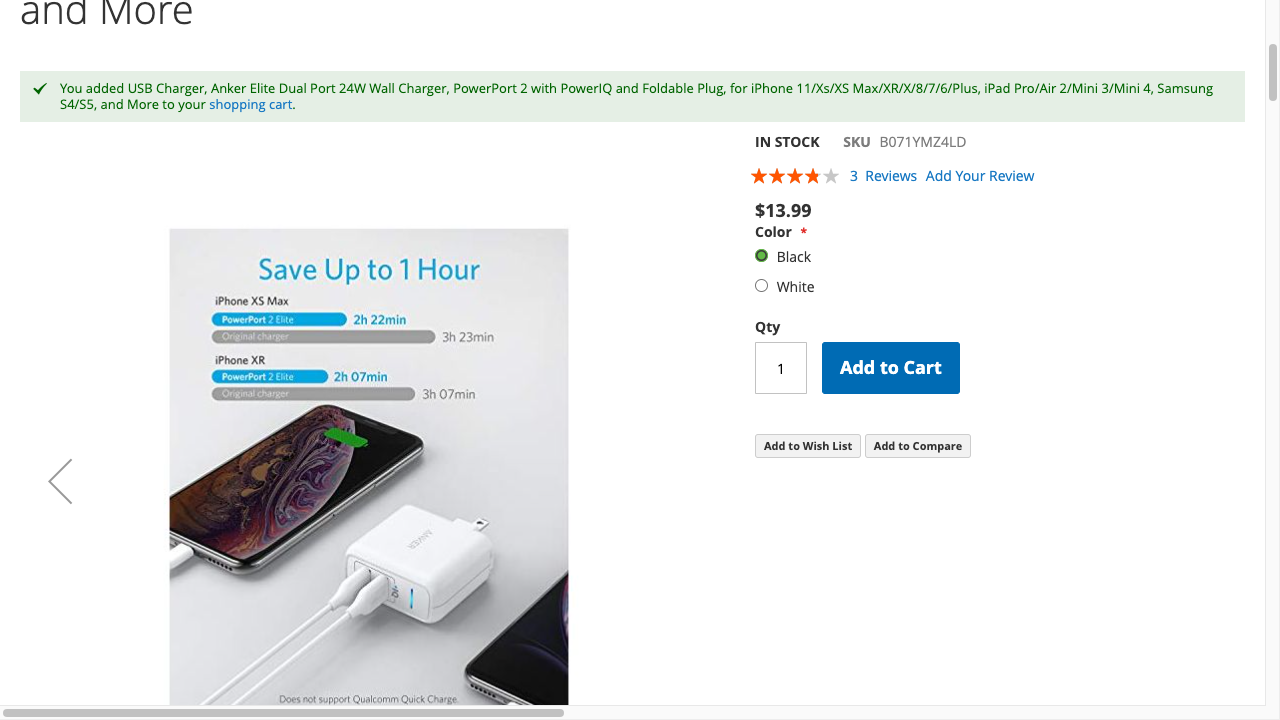 and More
You added USB Charger, Anker Elite Dual Port 24W Wall Charger, PowerPort 2 with PowerIQ and Foldable Plug, for iPhone 11/Xs/XS Max/XR/X/8/7/6/Plus, iPad Pro/Air 2/Mini 3/Mini 4, Samsung
S4/S5, and More to your shopping cart.
IN STOCK SKU B071YMZ4LD
3 Reviews Add Your Review
$13.99
Color *
Black
White
Qty
1 Add to Cart
Add to Wish List Add to Compare
Save Up to 1 Hour
iPhone XS Max
PowerPort 2 Elite 2h 22min
Original charger 3h 23min
iPhone XR
PowerPort 2 Elite 2h 07min
Original charger 3h 07min
ANKER
Does not support Qualcomm Quick Charge.